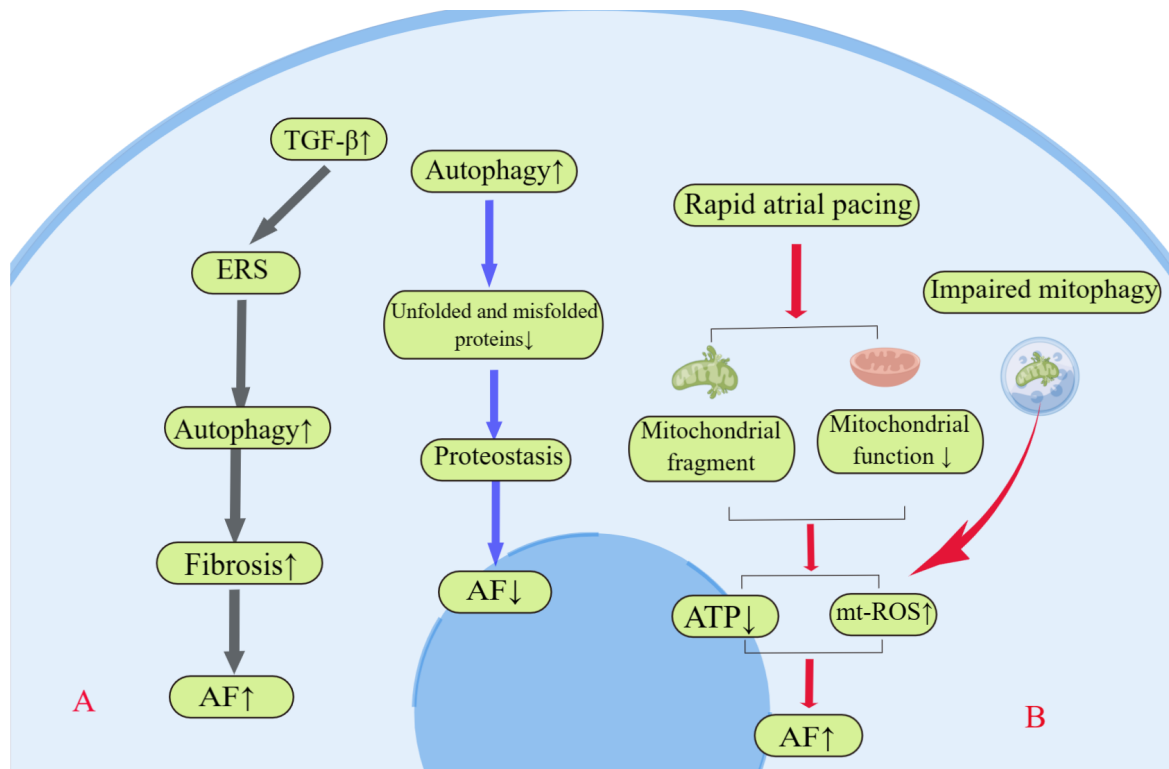 TGF-β↑
ERS
Autophagy↑
Fibrosis↑
AF↑
A
Autophagy↑
Unfolded and misfolded
proteins↓
Proteostasis
AF↓
Rapid atrial pacing
Impaired mitophagy
Mitochondrial
fragment
Mitochondrial
function ↓
ATP↓
mt-ROS↑
AF↑
B